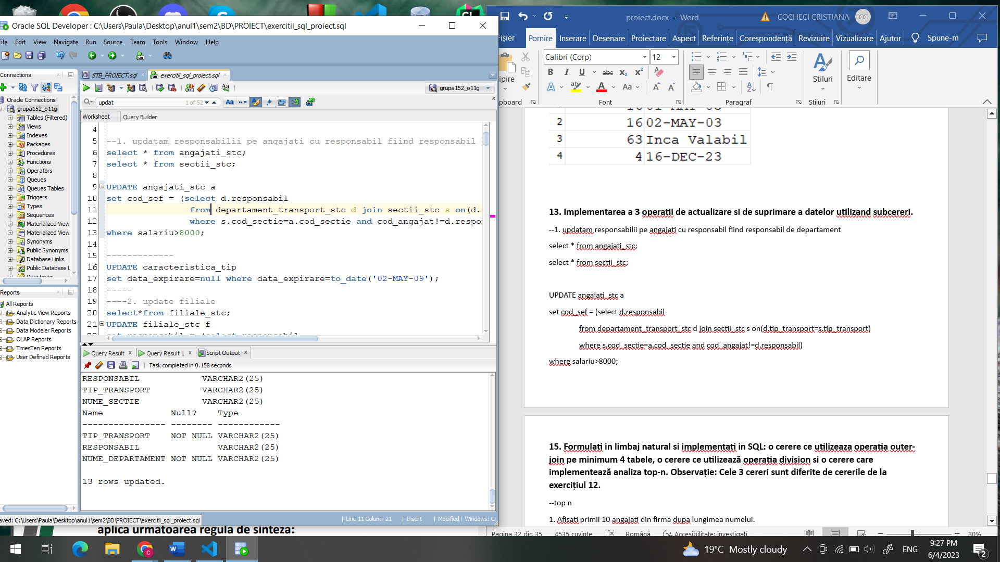 Oracle SQL Developer : C:\Users\Paula\Desktop\anul1\sem2\BD\PROIECT\exercitii_sql_proiect.sql
File Edit View Navigate Run Source Team Tools Window Help
Connections
Oracle Connections
grupa152_o11g
Tables (Filtered)
Views
Indexes
Packages
Procedures
Functions
Operators
Queues
Queues Tables
Triggers
Types
Sequences
Materialized View
Materialized View
Synonyms
Public Synonyms
Database Links
Public Database L
Directories
Reports
All Reports
Analytic View Reports
Data Dictionary Reports
Data Modeler Reports
OLAP Reports
TimesTen Reports
User Defined Reports
STB_PROIECT.sql
exercitii_sql_proiect.sql
grupa152_o11g
updat 1 of 52
Worksheet Query Builder
4
5 --1. updatam responsabilii pe angajati cu responsabil fiind responsabil
6 select * from angajati_stc;
7 select * from sectii_stc;
8
9 UPDATE angajati_stc a
10 set cod_sef = (select d.responsabil
11 from departament_transport_stc d join sectii_stc s on(d.
12 where s.cod_sectie=a.cod_sectie and cod_angajat!=d.respon
13 where salariu>8000;
14
15 -------------
16 UPDATE caracteristica_tip
17 set data_expirare=null where data_expirare=to_date('02-MAY-09');
18 -----
19 ----2. update filiale
20 select*from filiale_stc;
21 UPDATE filiale_stc f
22 set responsabil = (select responsabil
Query Result Query Result 1 Script Output
Task completed in 0.158 seconds
RESPONSABIL VARCHAR2(25)
TIP_TRANSPORT VARCHAR2(25)
NUME_SECTIE VARCHAR2(25)
Name Null? Type
---------------- -------- ------------
TIP_TRANSPORT NOT NULL VARCHAR2(25)
RESPONSABIL VARCHAR2(25)
NUME_DEPARTAMENT NOT NULL VARCHAR2(25)
13 rows updated.
aved: C:\Users\Paula\Desktop\anul1\sem2\BD\PROIECT\exercitii_sql_proiect.sql
Line 11 Column 21 Insert Modified Windows: CF
aplica urmatoarea regula de sinteza:
proiect.docx - Word
COCHECI CRISTIANA
CC
Fișier Pornire Inserare Desenare Proiectare Aspect Referințe Corespondență Revizuire Vizualizare Ajutor Spune-m
Calibri (Corp) 12
ipire
Stiluri
Editare
pboard Font Paragraf Stiluri
2 16 02-MAY-03
3 63 Inca Valabil
4 4 16-DEC-23
13. Implementarea a 3 operatii de actualizare si de suprimare a datelor utilizand subcereri.
--1. updatam responsabilii pe angajati cu responsabil fiind responsabil de departament
select * from angajati_stc;
select * from sectii_stc;
UPDATE angajati_stc a
set cod_sef = (select d.responsabil
from departament_transport_stc d join sectii_stc s on(d.tip_transport=s.tip_transport)
where s.cod_sectie=a.cod_sectie and cod_angajat!=d.responsabil)
where salariu>8000;
15. Formulati in limbaj natural si implementati in SQL: o cerere ce utilizeaza operatia outer-
join pe minimum 4 tabele, o cerere ce utilizează operatia division si o cerere care
implementează analiza top-n. Observație: Cele 3 cereri sunt diferite de cererile de la
exercițiul 12.
--top n
1. Afisati primii 10 angajati din firma dupa lungimea numelui.
Pagina 32 din 35 4535 cuvinte Română Accesibilitate: investigați 80%
19°C Mostly cloudy
ENG
9:27 PM
6/4/2023
2